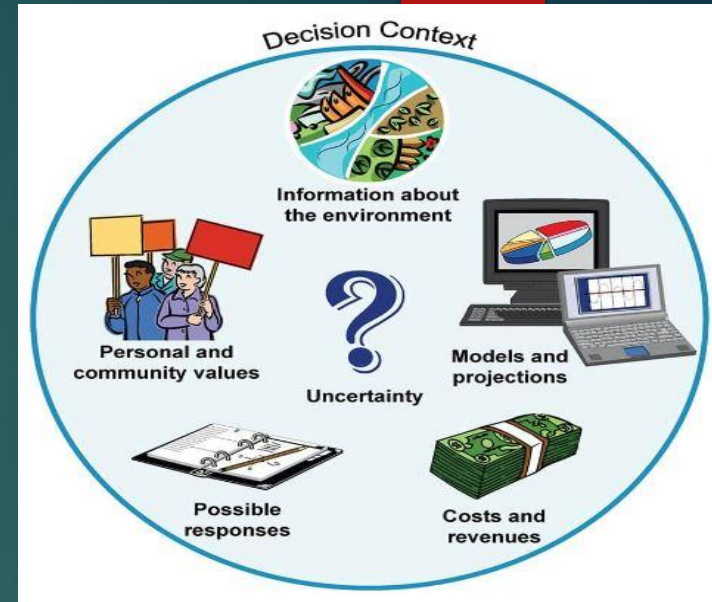 Decision Context
Information about
the environment
Personal and
community values
Uncertainty
Models and
projections
Possible
responses
Costs and
revenues